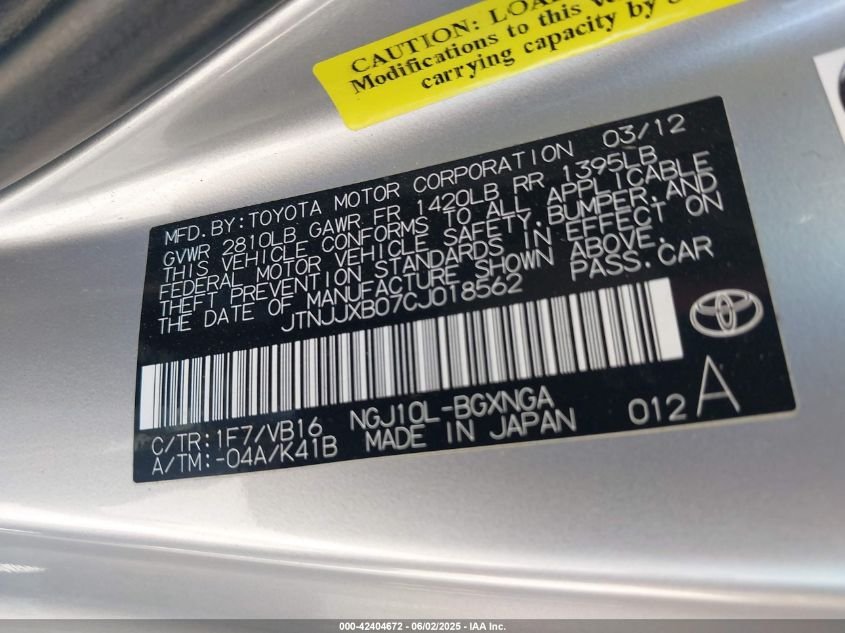 CAUTION: LOA
Modifications to this
carrying capacity by
MFD.BY:TOYOTA MOTOR CORPORATION 03/12
GVWR 2810LB GAWR FR 1420LB RR 1395LB
THIS VEHICLE CONFORMS TO ALL APPLICABLE
FEDERAL MOTOR VEHICLE SAFETY,BUMPER,AND
THEFT PREVENTION STANDARDS IN EFFECT ON
THE DATE OF MANUFACTURE SHOWN ABOVE.
JTNJJXB07CJ018562 PASS.CAR
C/TR:1F7/VB16 NGJ10L-BGXNGA
A/TM:-04A/K41B MADE IN JAPAN 012 A
000-42404672 - 06/02/2025 - IAA Inc.